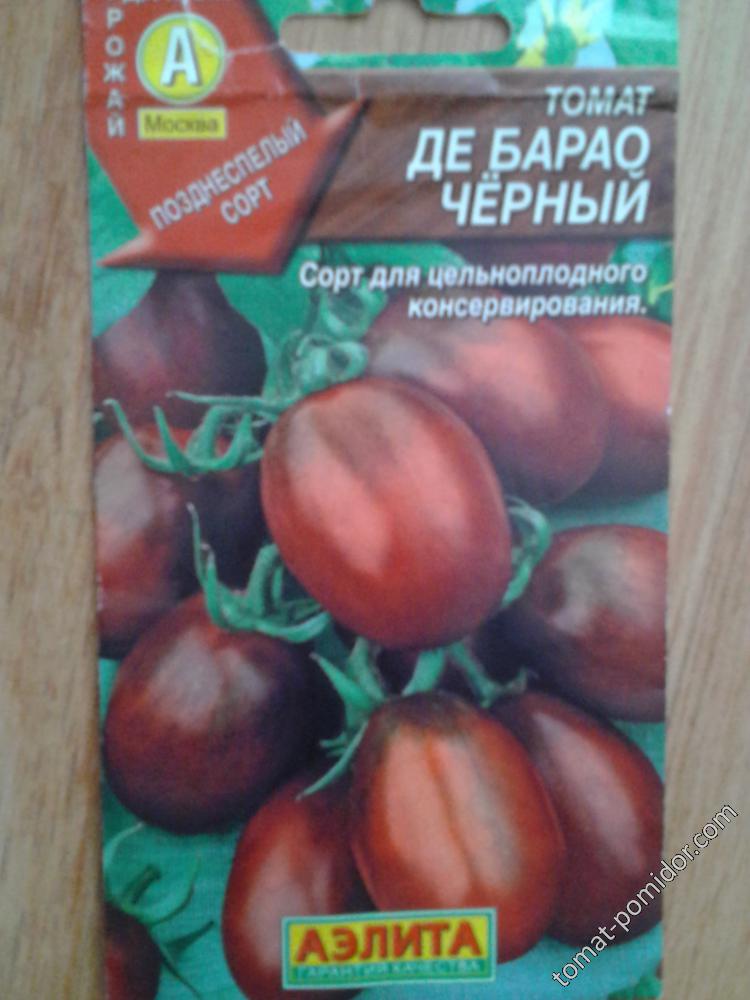 УРОЖАЙ
А
Москва
ПОЗДНЕСПЕЛЫЙ
СОРТ
ТОМАТ
ДЕ БАРАО
ЧЁРНЫЙ
Сорт для цельноплодного
консервирования.
АЭЛИТА
ГАРАНТИЯ КАЧЕСТВА
tomat-pomidor.com